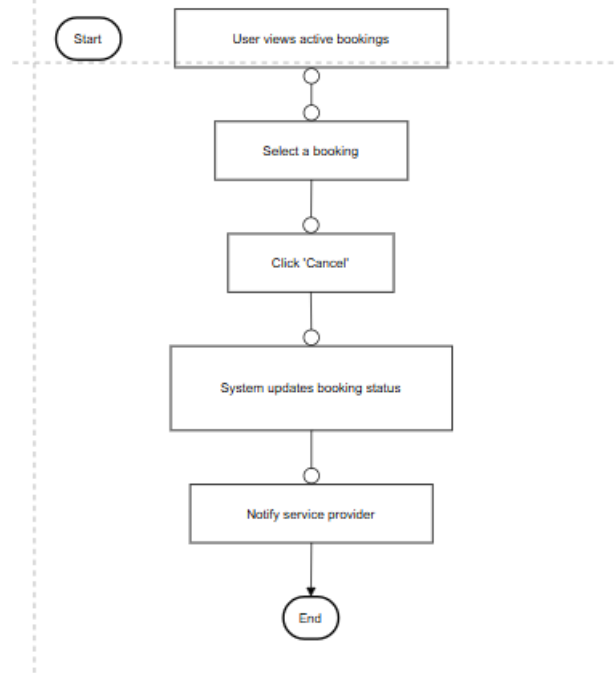 Start
User views active bookings
Select a booking
Click 'Cancel'
System updates booking status
Notify service provider
End